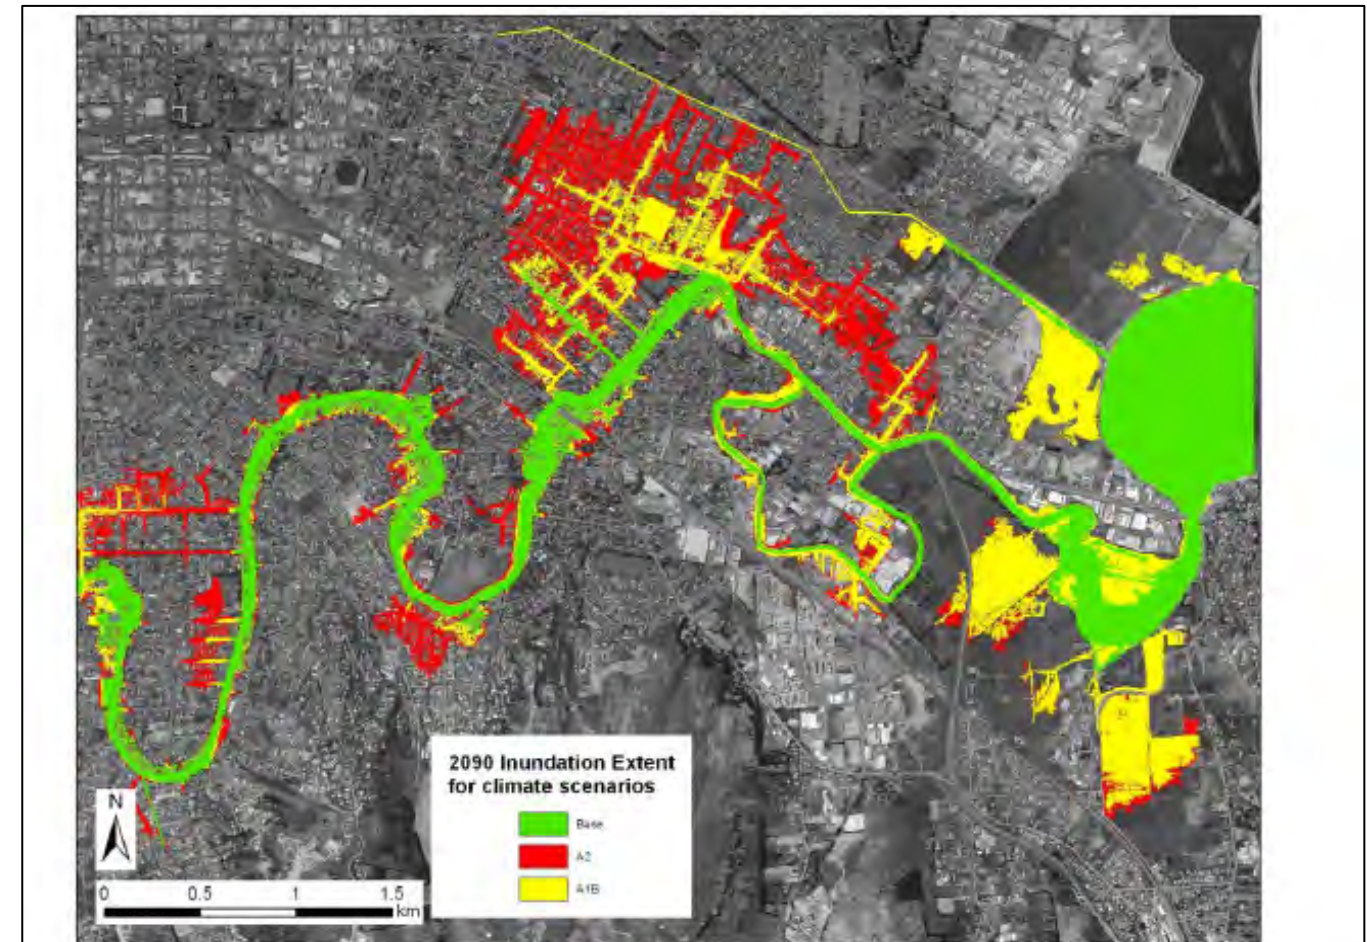 2090 Inundation Extent
for climate scenarios
Base
A2
A1B
N
0 0.5 1 1.5
km